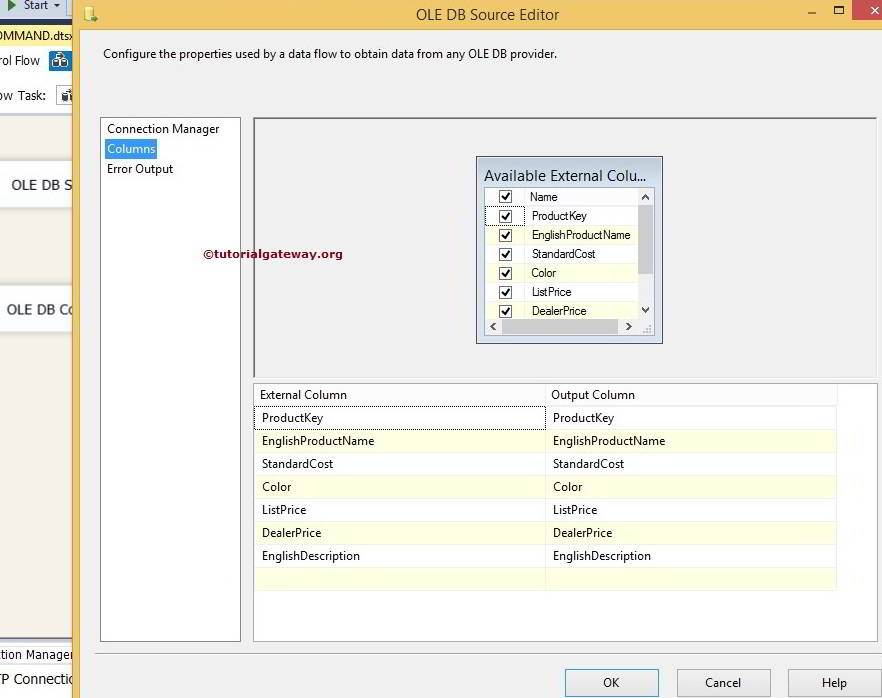 Start
OLE DB Source Editor
OMMAND.dtsx
rol Flow
Configure the properties used by a data flow to obtain data from any OLE DB provider.
ow Task:
Connection Manager
Columns
Error Output
OLE DB S
OLE DB Co
©tutorialgateway.org
Available External Colu...
Name
ProductKey
EnglishProductName
StandardCost
Color
ListPrice
DealerPrice
External Column Output Column
ProductKey ProductKey
EnglishProductName EnglishProductName
StandardCost StandardCost
Color Color
ListPrice ListPrice
DealerPrice DealerPrice
EnglishDescription EnglishDescription
tion Manager
TP Connectio
OK Cancel Help